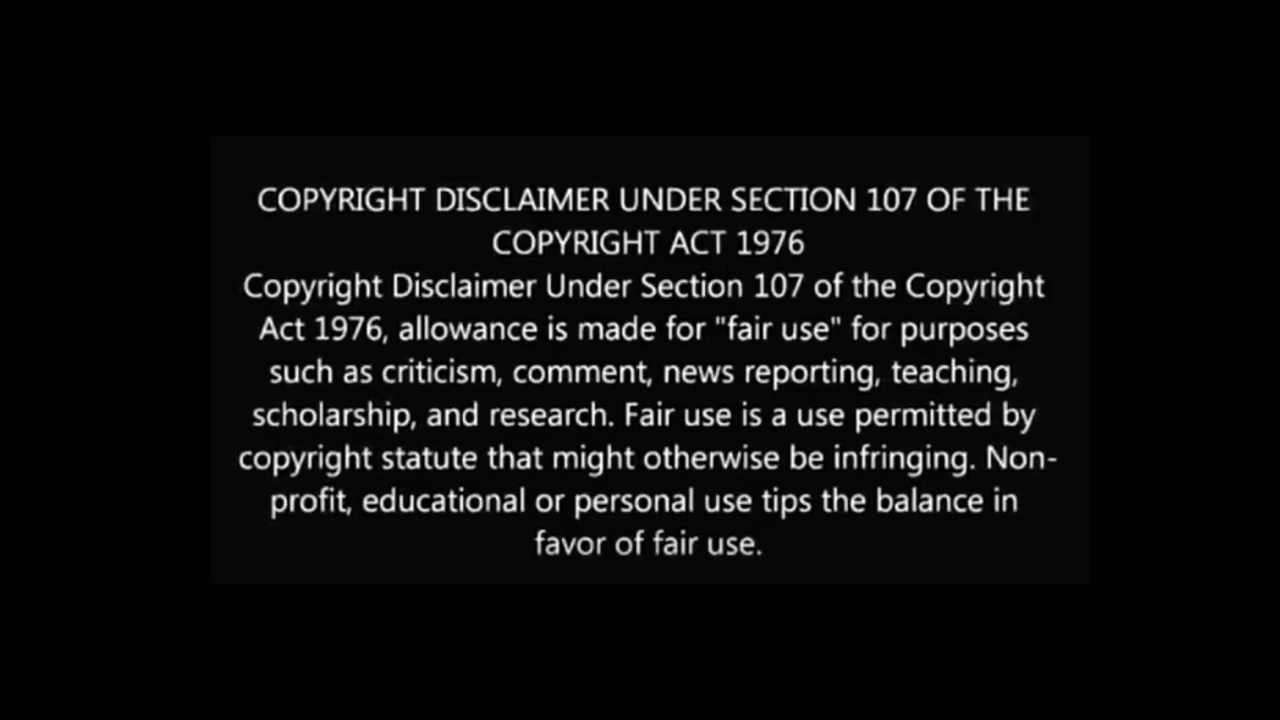 COPYRIGHT DISCLAIMER UNDER SECTION 107 OF THE
COPYRIGHT ACT 1976
Copyright Disclaimer Under Section 107 of the Copyright
Act 1976, allowance is made for "fair use" for purposes
such as criticism, comment, news reporting, teaching,
scholarship, and research. Fair use is a use permitted by
copyright statute that might otherwise be infringing. Non-
profit, educational or personal use tips the balance in
favor of fair use.